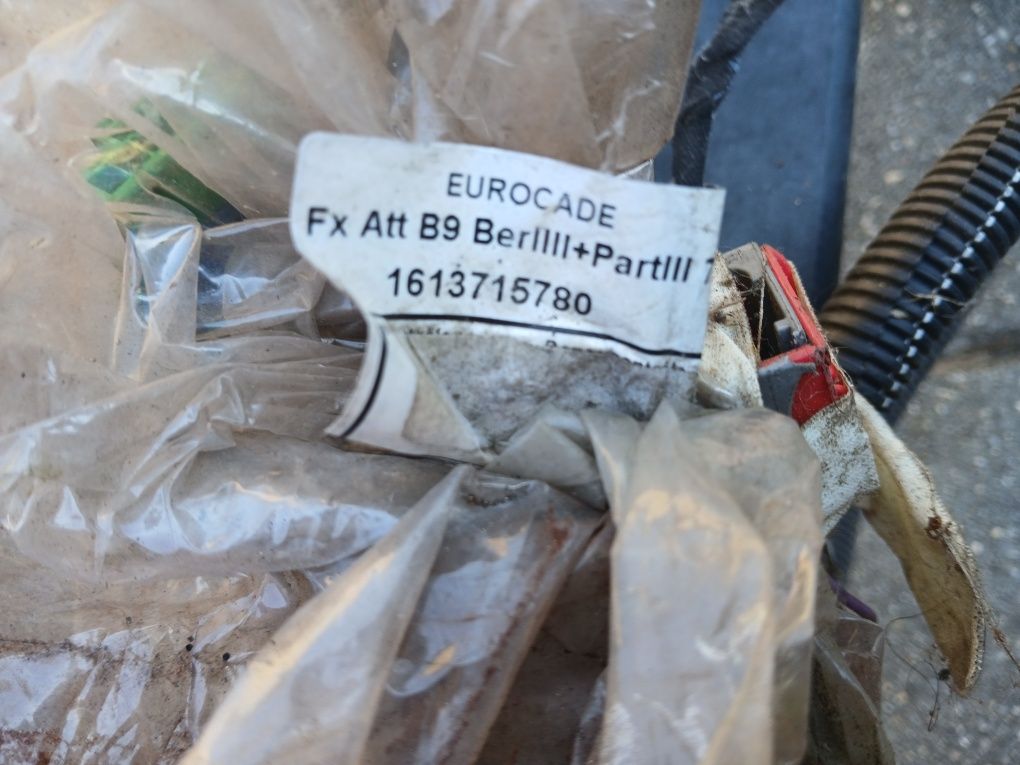 EUROCADE
Fx Att B9 BerIIII+PartIII
1613715780